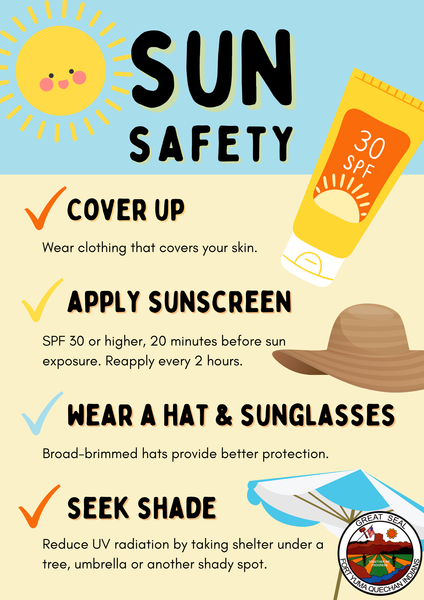 SUN
SAFETY
30
SPF
COVER UP
Wear clothing that covers your skin.
APPLY SUNSCREEN
SPF 30 or higher, 20 minutes before sun
exposure. Reapply every 2 hours.
WEAR A HAT & SUNGLASSES
Broad-brimmed hats provide better protection.
SEEK SHADE
Reduce UV radiation by taking shelter under a
tree, umbrella or another shady spot.
GREAT SEAL
FORT YUMA QUECHAN INDIANS